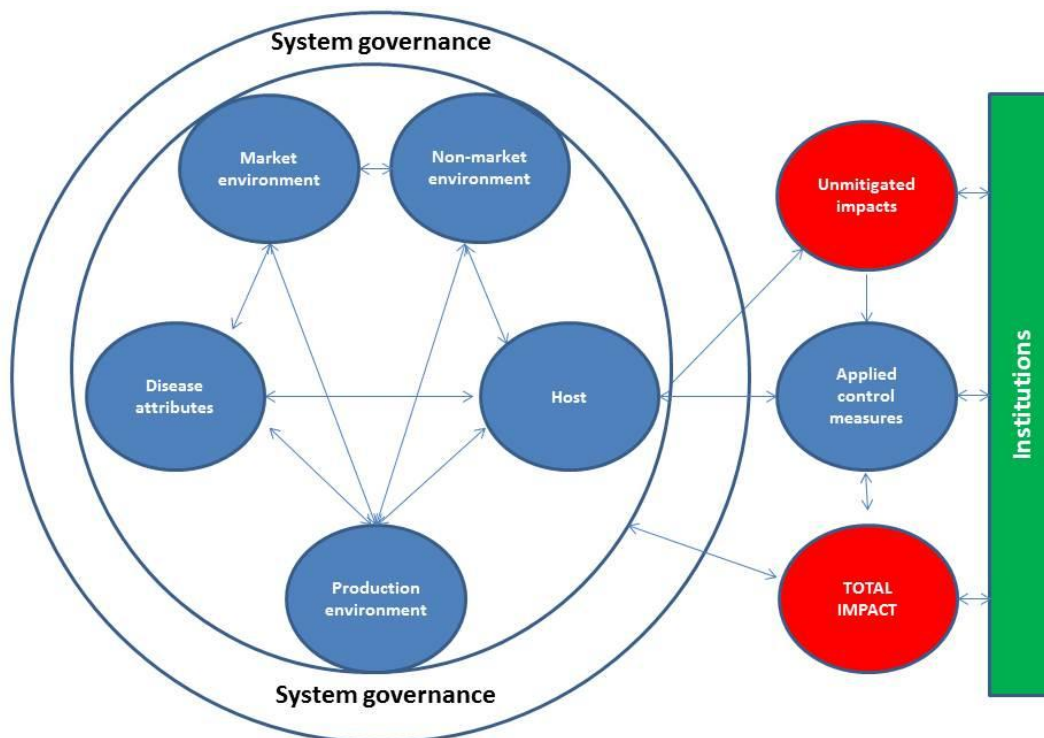 System governance
Market
environment
Non-market
environment
Unmitigated
impacts
Disease
attributes
Host
Applied
control
measures
Institutions
Production
environment
TOTAL
IMPACT
System governance